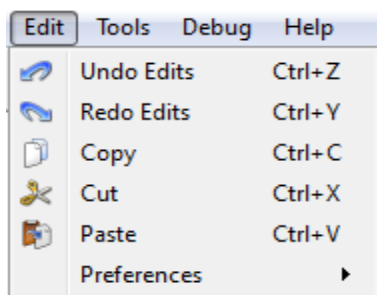 Edit Tools Debug Help
Undo Edits Ctrl+Z
Redo Edits Ctrl+Y
Copy Ctrl+C
Cut Ctrl+X
Paste Ctrl+V
Preferences